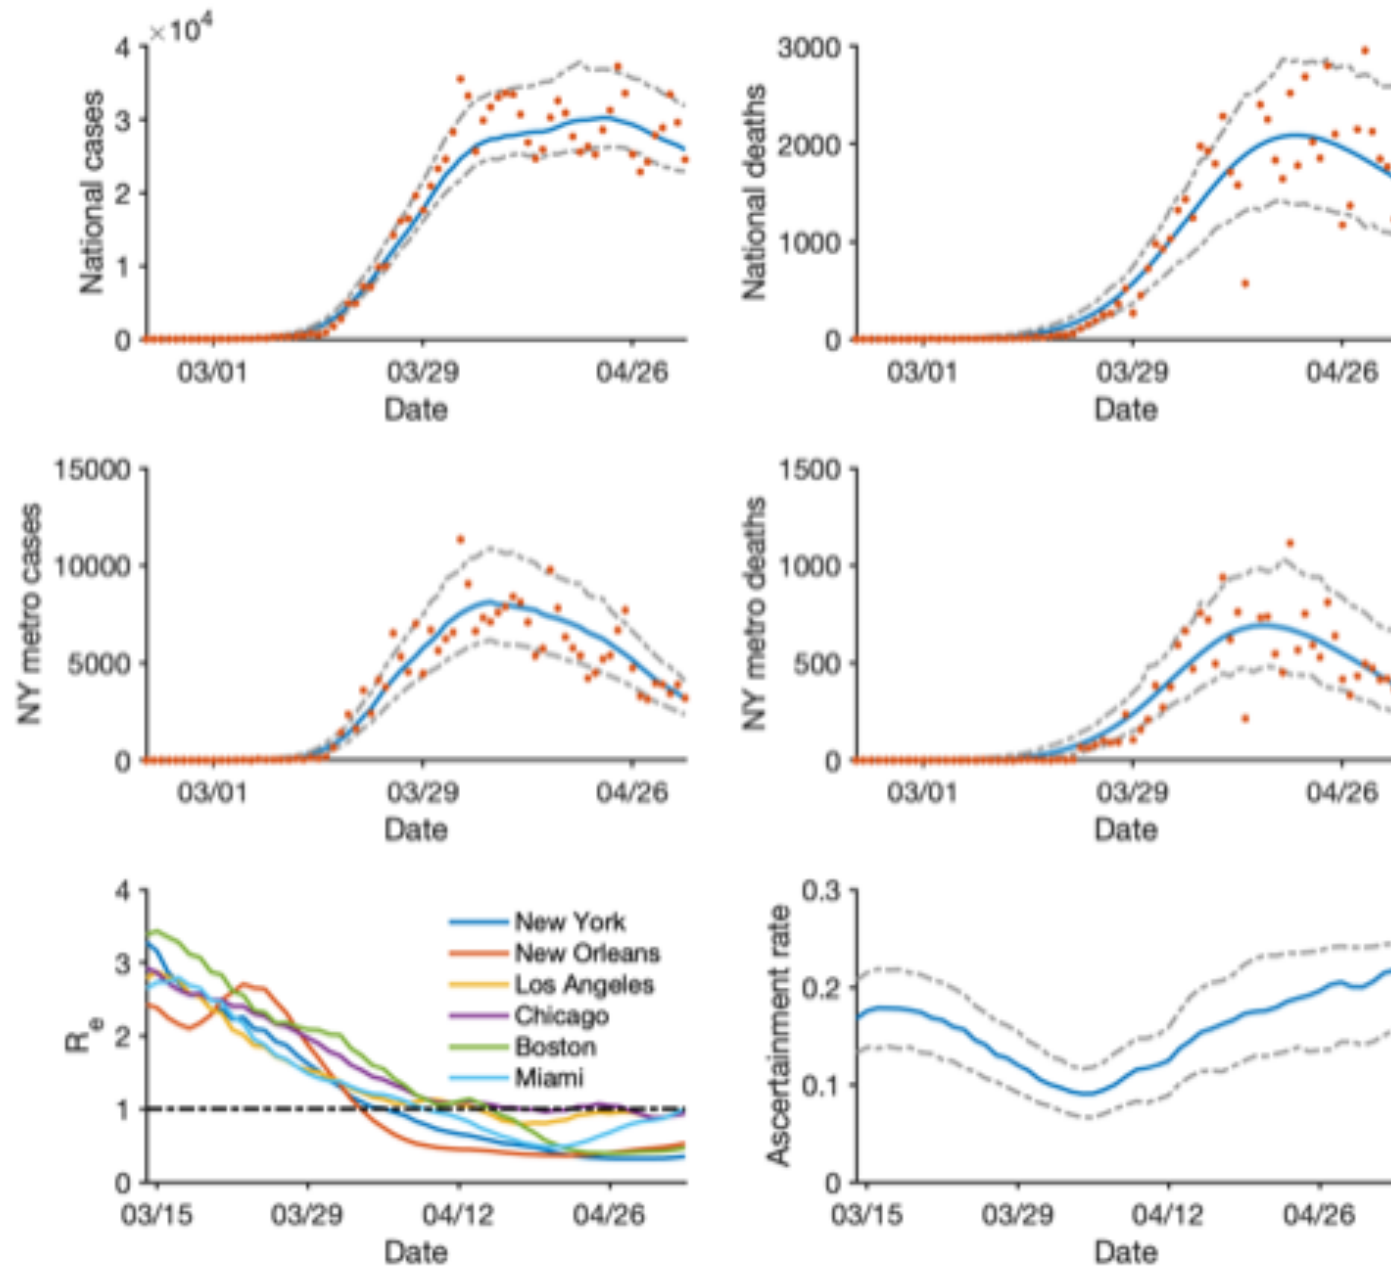 ×10⁴
4
3
2
1
0
National cases
03/01 03/29 04/26
Date
3000
2000
1000
0
National deaths
03/01 03/29 04/26
Date
15000
10000
5000
0
NY metro cases
03/01 03/29 04/26
Date
1500
1000
500
0
NY metro deaths
03/01 03/29 04/26
Date
4
3
2
1
0
Rₑ
New York
New Orleans
Los Angeles
Chicago
Boston
Miami
03/15 03/29 04/12 04/26
Date
0.3
0.2
0.1
0
Ascertainment rate
03/15 03/29 04/12 04/26
Date